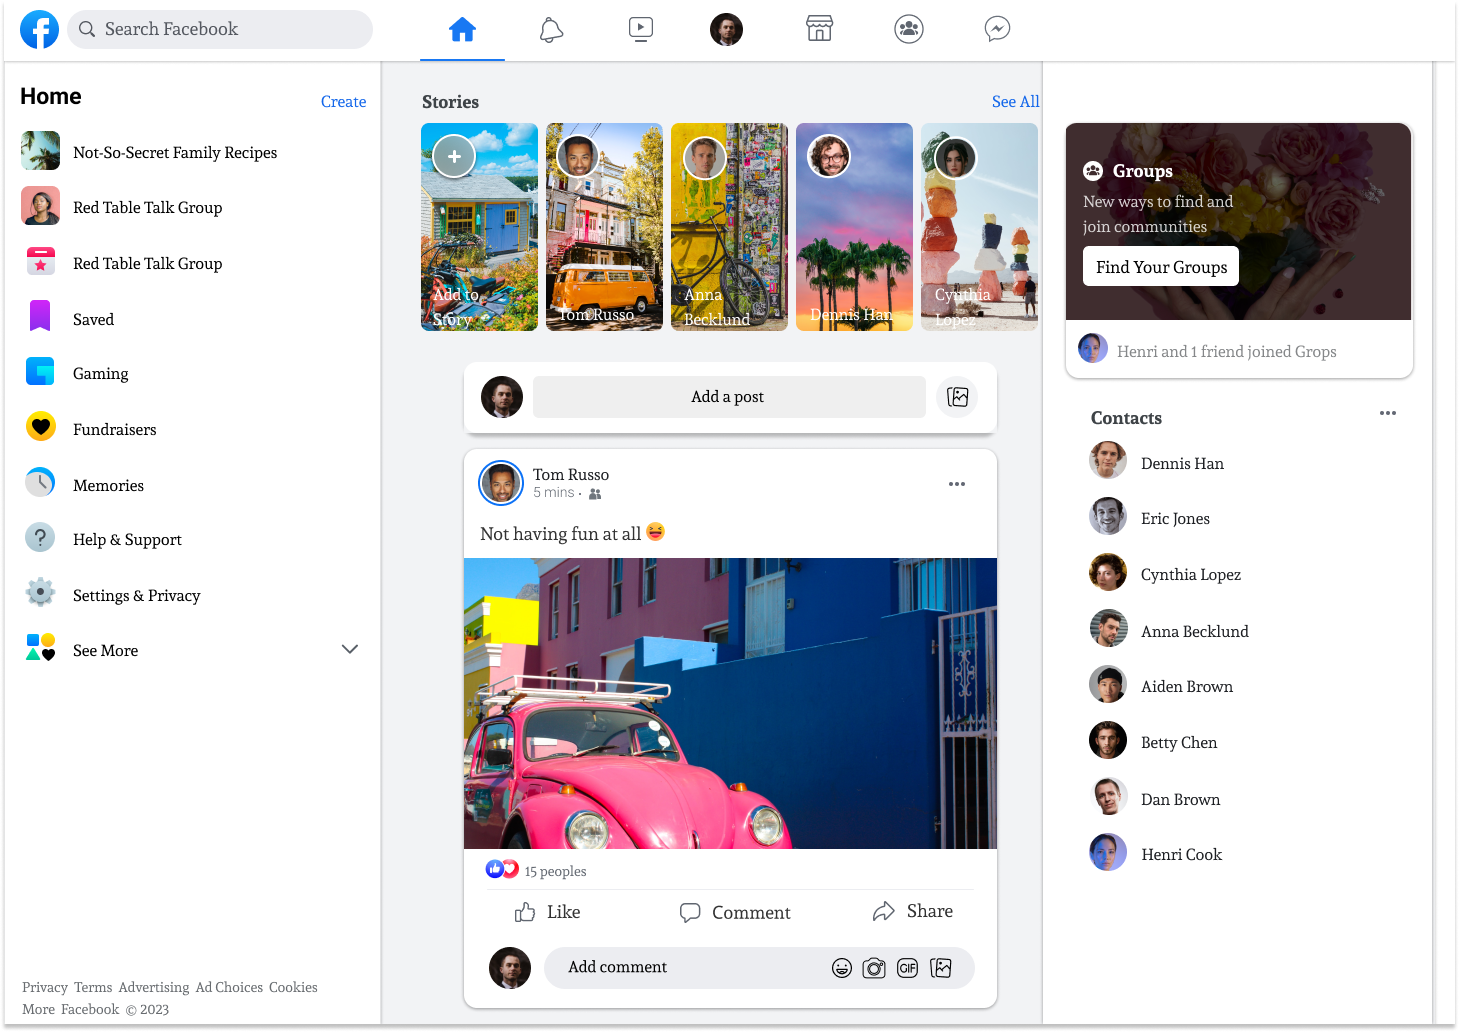 Search Facebook
Home
Create
Not-So-Secret Family Recipes
Red Table Talk Group
Red Table Talk Group
Saved
Gaming
Fundraisers
Memories
Help & Support
Settings & Privacy
See More
Privacy Terms Advertising Ad Choices Cookies
More Facebook © 2023
Stories
See All
Add to
Story
Tom Russo
Anna
Becklund
Dennis Han
Cynthia
Lopez
Add a post
Tom Russo
5 mins ·
Not having fun at all 😆
15 peoples
Like
Comment
Share
Add comment
GIF
Groups
New ways to find and
join communities
Find Your Groups
Henri and 1 friend joined Grops
Contacts
Dennis Han
Eric Jones
Cynthia Lopez
Anna Becklund
Aiden Brown
Betty Chen
Dan Brown
Henri Cook